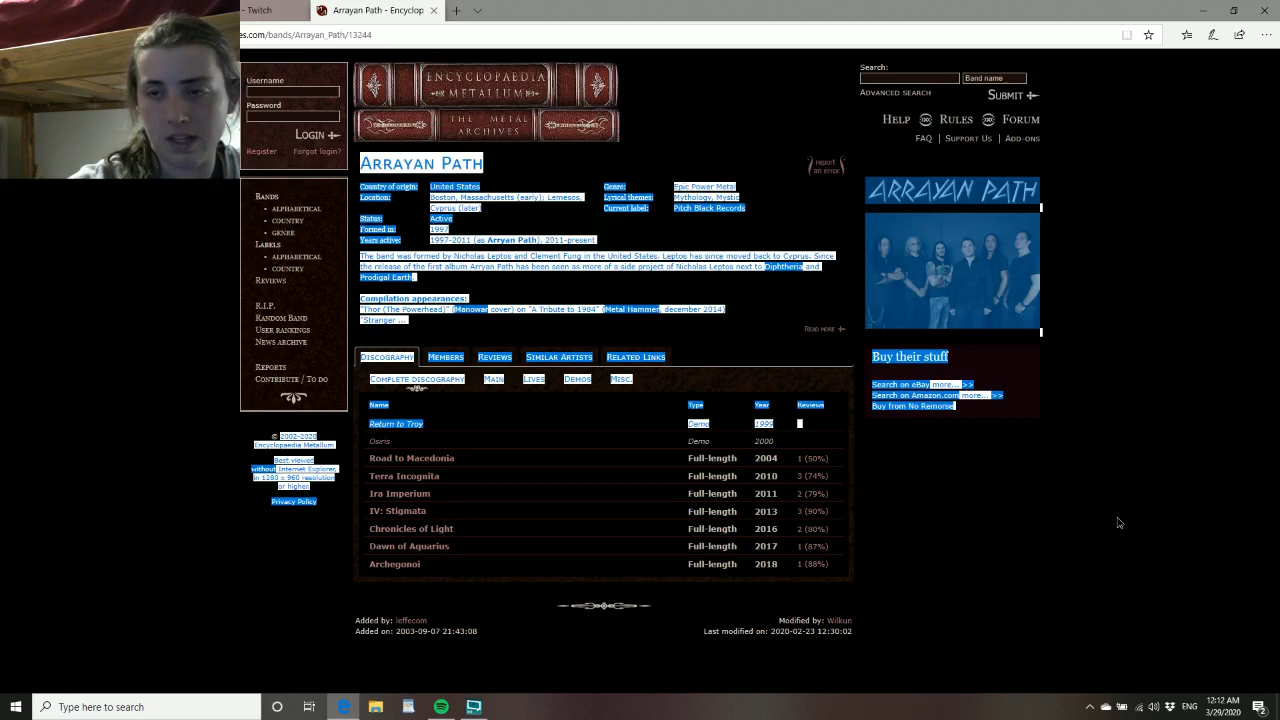 - Tarot
Arrayan Path - Encyclop
es.com/bands/Arrayan_Path/13244
Username
Password
LOGIN
Register
Forgot login?
ENCYCLOPAEDIA
METALLUM
THE METAL
ARCHIVES
Search:
Band name
ADVANCED SEARCH
SUBMIT
HELP
RULES
FORUM
FAQ | SUPPORT US | ADD-ONS
BANDS
• ALPHABETICAL
• COUNTRY
• GENRE
LABELS
• ALPHABETICAL
• COUNTRY
REVIEWS
R.I.P.
RANDOM BAND
USER RANKINGS
NEWS ARCHIVE
REPORTS
CONTRIBUTE / TO DO
© 2002-2020
Encyclopaedia Metallum
Best viewed
without Internet Explorer,
in 1280 x 960 resolution
or higher.
Privacy Policy
ARRAYAN PATH
report
an error
Country of origin: United States
Location: Boston, Massachusetts (early); Lemesos,
Cyprus (later)
Status: Active
Formed in: 1997
Genre: Epic Power Metal
Lyrical themes: Mythology, Mystic
Current label: Pitch Black Records
Years active: 1997-2011 (as Arryan Path), 2011-present
The band was formed by Nicholas Leptos and Clement Fung in the United States. Leptos has since moved back to Cyprus. Since
the release of the first album Arryan Path has been seen as more of a side project of Nicholas Leptos next to Diphtheria and
Prodigal Earth.
Compilation appearances:
"Thor (The Powerhead)" (Manowar cover) on "A Tribute to 1984" (Metal Hammer, december 2014)
"Stranger ...
READ MORE
ARRAYAN PATH
Buy their stuff
Search on eBay more... >>
Search on Amazon.com more... >>
Buy from No Remorse
DISCOGRAPHY MEMBERS REVIEWS SIMILAR ARTISTS RELATED LINKS
COMPLETE DISCOGRAPHY MAIN LIVES DEMOS MISC.
Name Type Year Reviews
Return to Troy Demo 1999
Osiris Demo 2000
Road to Macedonia Full-length 2004 1 (50%)
Terra Incognita Full-length 2010 3 (74%)
Ira Imperium Full-length 2011 2 (79%)
IV: Stigmata Full-length 2013 3 (90%)
Chronicles of Light Full-length 2016 2 (80%)
Dawn of Aquarius Full-length 2017 1 (87%)
Archegonoi Full-length 2018 1 (88%)
Added by: leffecom
Modified by: Wilkun
Added on: 2003-09-07 21:43:08
Last modified on: 2020-02-23 12:30:02
Type here to search
ENG
12:12 AM
3/29/2020
2